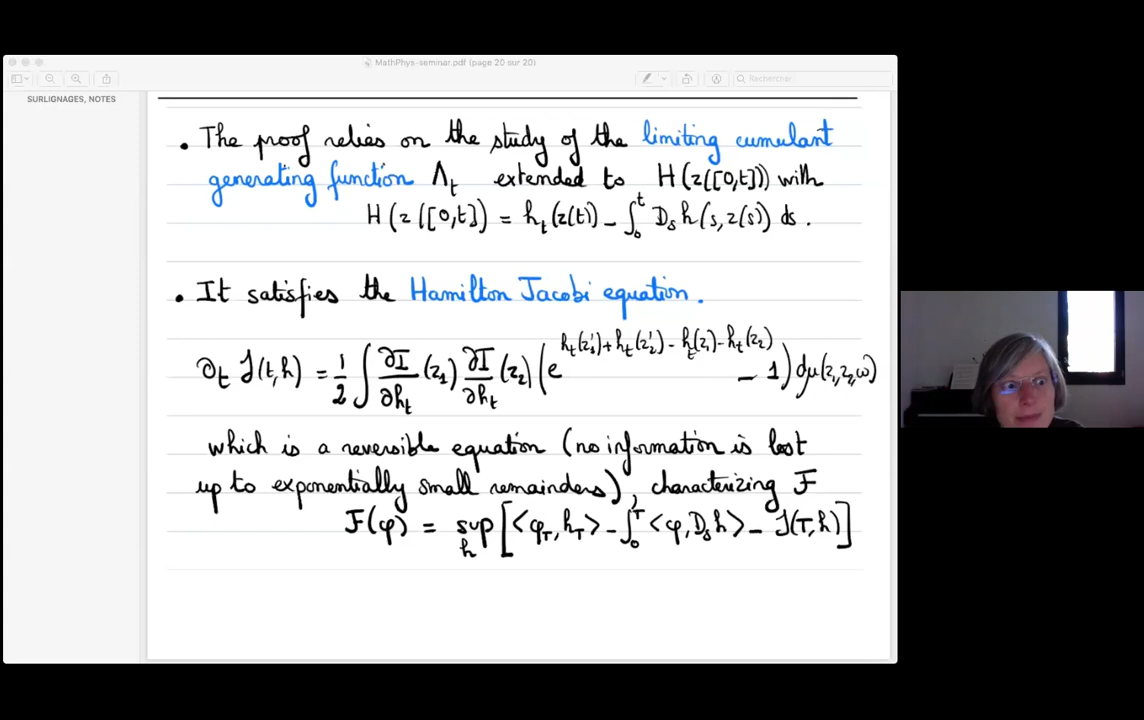 MathPhys-seminar.pdf (page 20 sur 20)
Rechercher
SURLIGNAGES, NOTES
• The proof relies on the study of the limiting cumulant
generating function Λ_t extended to H(z([0,t])) with
H(z([0,t]) = h_t(z(t)) - ∫_0^t D_s h(s, z(s)) ds.
• It satisfies the Hamilton Jacobi equation.
∂_t J(t,h) = 1/2 ∫ ∂I/∂h_t (z_1) ∂I/∂h_t (z_2) (e^{h_t(z'_1)+h_t(z'_2) - h_t(z_1) - h_t(z_2)} - 1) dμ(z_1,z_2,ω)
which is a reversible equation (no information is lost
up to exponentially small remainders), characterizing F
F(φ) = sup_h [<φ_T, h_T> - ∫_0^T <φ, D_s h> - J(T,h)]